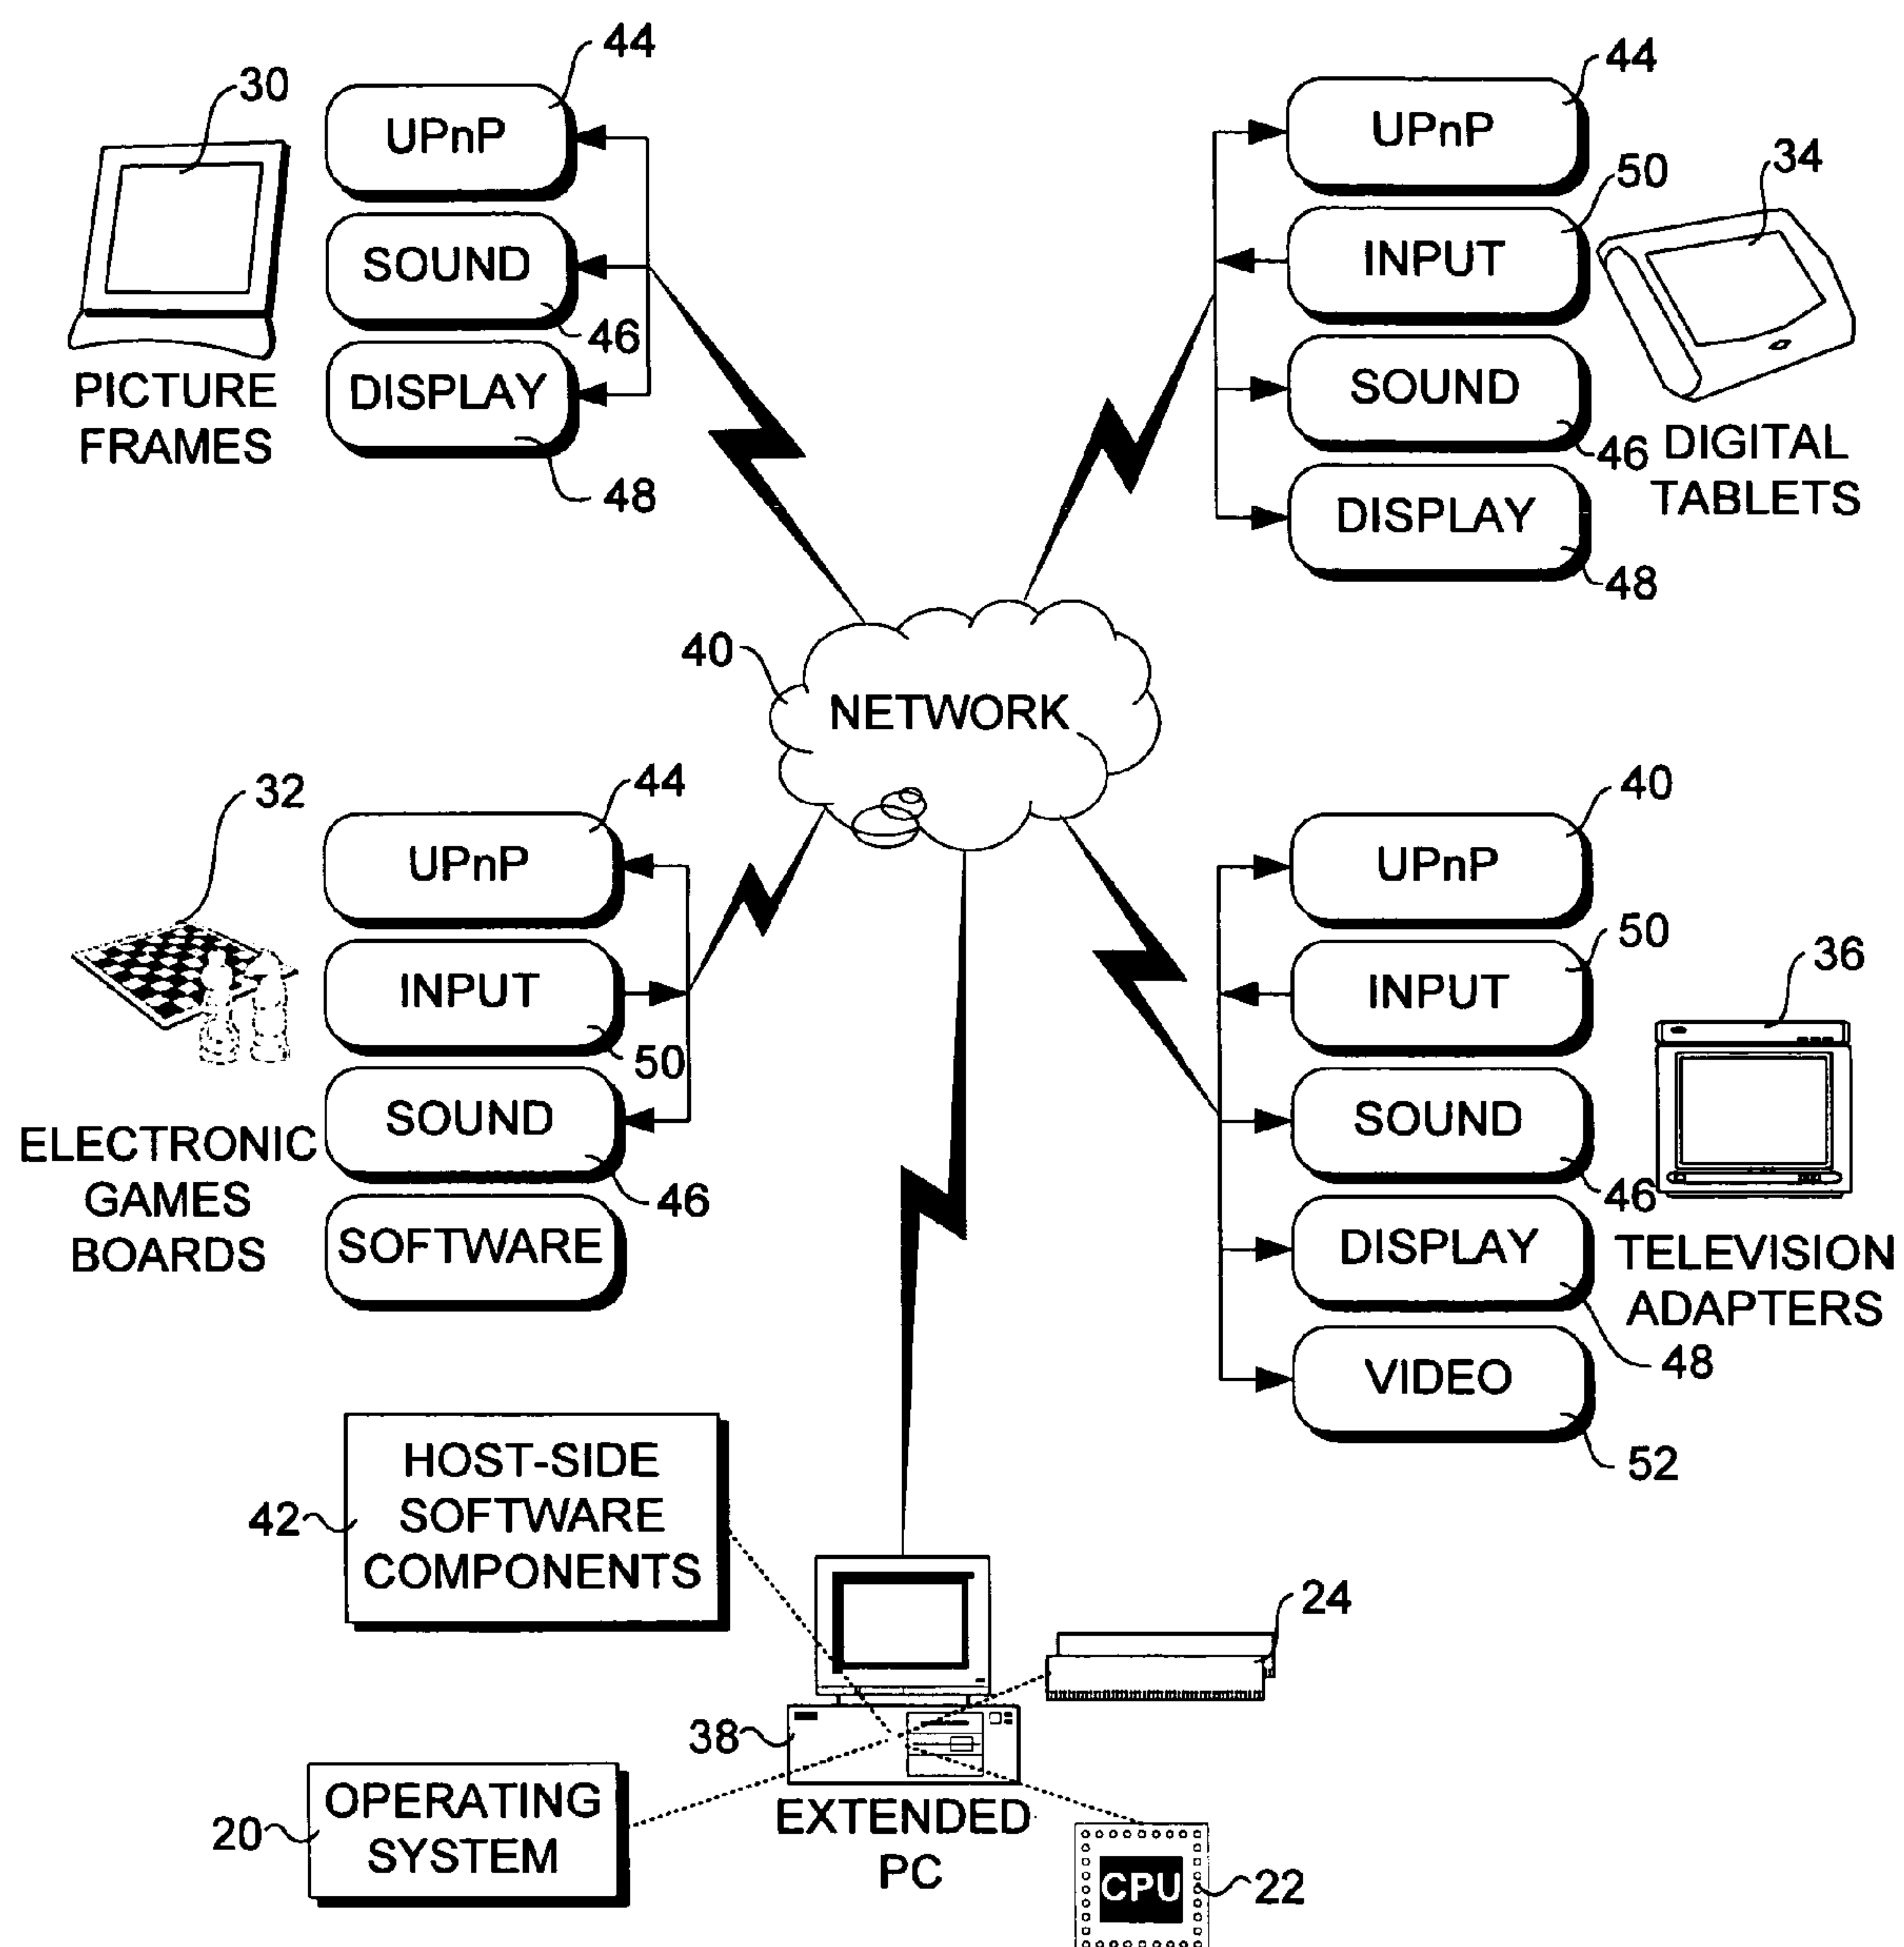 44
30
UPnP
SOUND
46
DISPLAY
48
PICTURE
FRAMES
44
UPnP
50
34
INPUT
SOUND
46
DIGITAL
TABLETS
DISPLAY
48
40
NETWORK
32
44
UPnP
INPUT
50
SOUND
46
ELECTRONIC
GAMES
BOARDS
SOFTWARE
40
UPnP
50
INPUT
36
SOUND
46
DISPLAY
48
TELEVISION
ADAPTERS
VIDEO
52
HOST-SIDE
SOFTWARE
COMPONENTS
42
24
38
EXTENDED
PC
OPERATING
SYSTEM
20
CPU
22